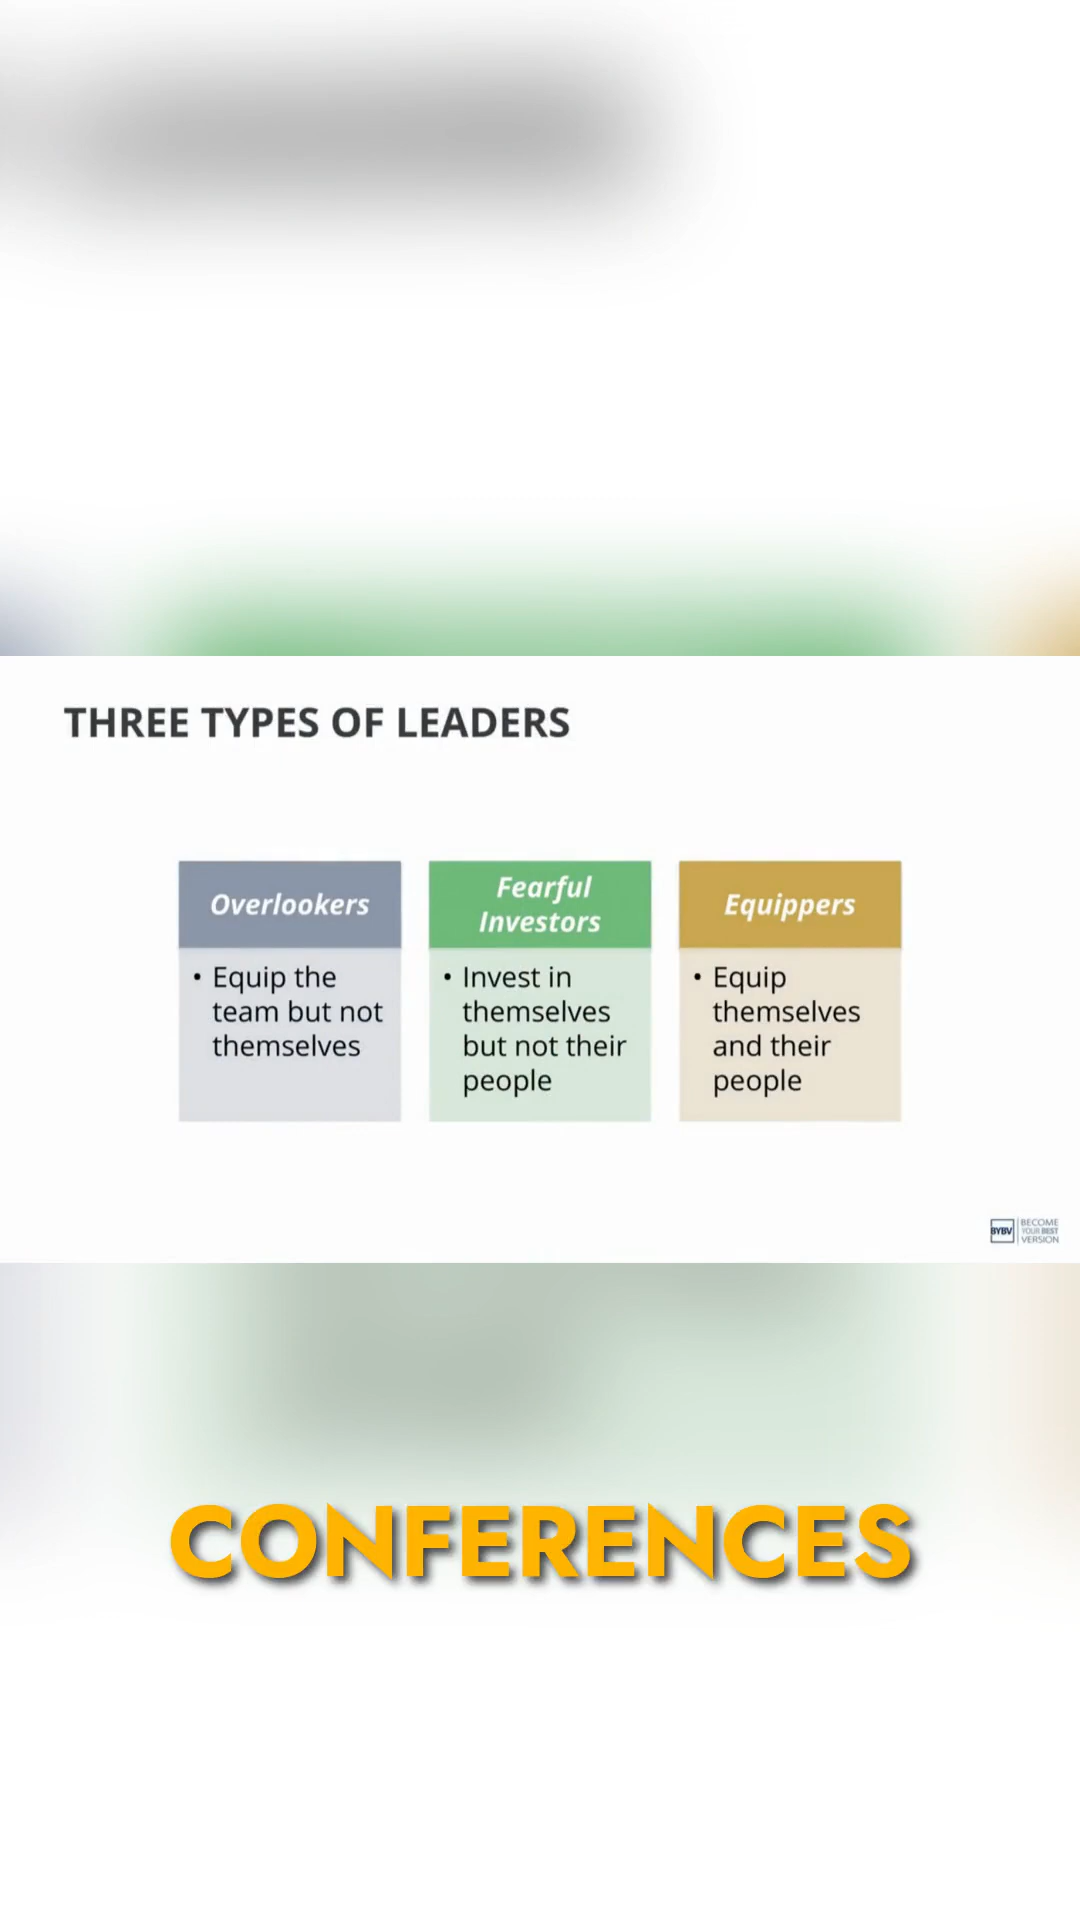 THREE TYPES OF LEADERS
Overlookers
• Equip the
team but not
themselves
Fearful
Investors
• Invest in
themselves
but not their
people
Equippers
• Equip
themselves
and their
people
BYBV
BECOME
YOUR BEST
VERSION
CONFERENCES